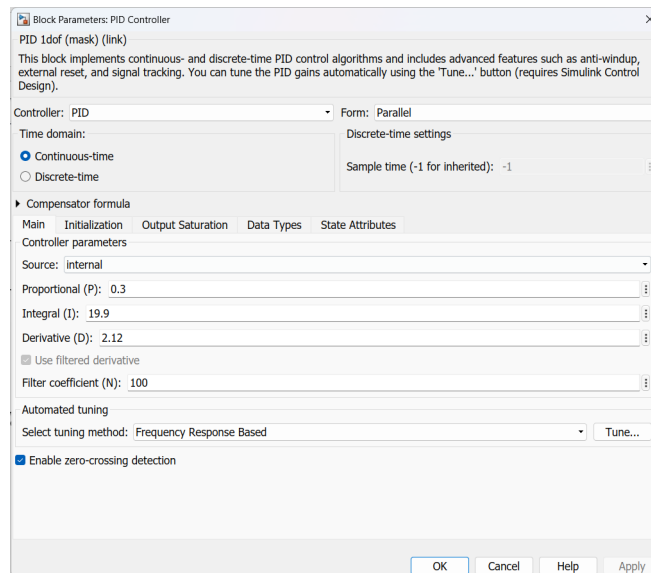 Block Parameters: PID Controller
PID 1dof (mask) (link)
This block implements continuous- and discrete-time PID control algorithms and includes advanced features such as anti-windup,
external reset, and signal tracking. You can tune the PID gains automatically using the 'Tune...' button (requires Simulink Control
Design).
Controller: PID Form: Parallel
Time domain: Discrete-time settings
Continuous-time
Sample time (-1 for inherited): -1
Discrete-time
Compensator formula
Main Initialization Output Saturation Data Types State Attributes
Controller parameters
Source: internal
Proportional (P): 0.3
Integral (I): 19.9
Derivative (D): 2.12
Use filtered derivative
Filter coefficient (N): 100
Automated tuning
Select tuning method: Frequency Response Based Tune...
Enable zero-crossing detection
OK Cancel Help Apply